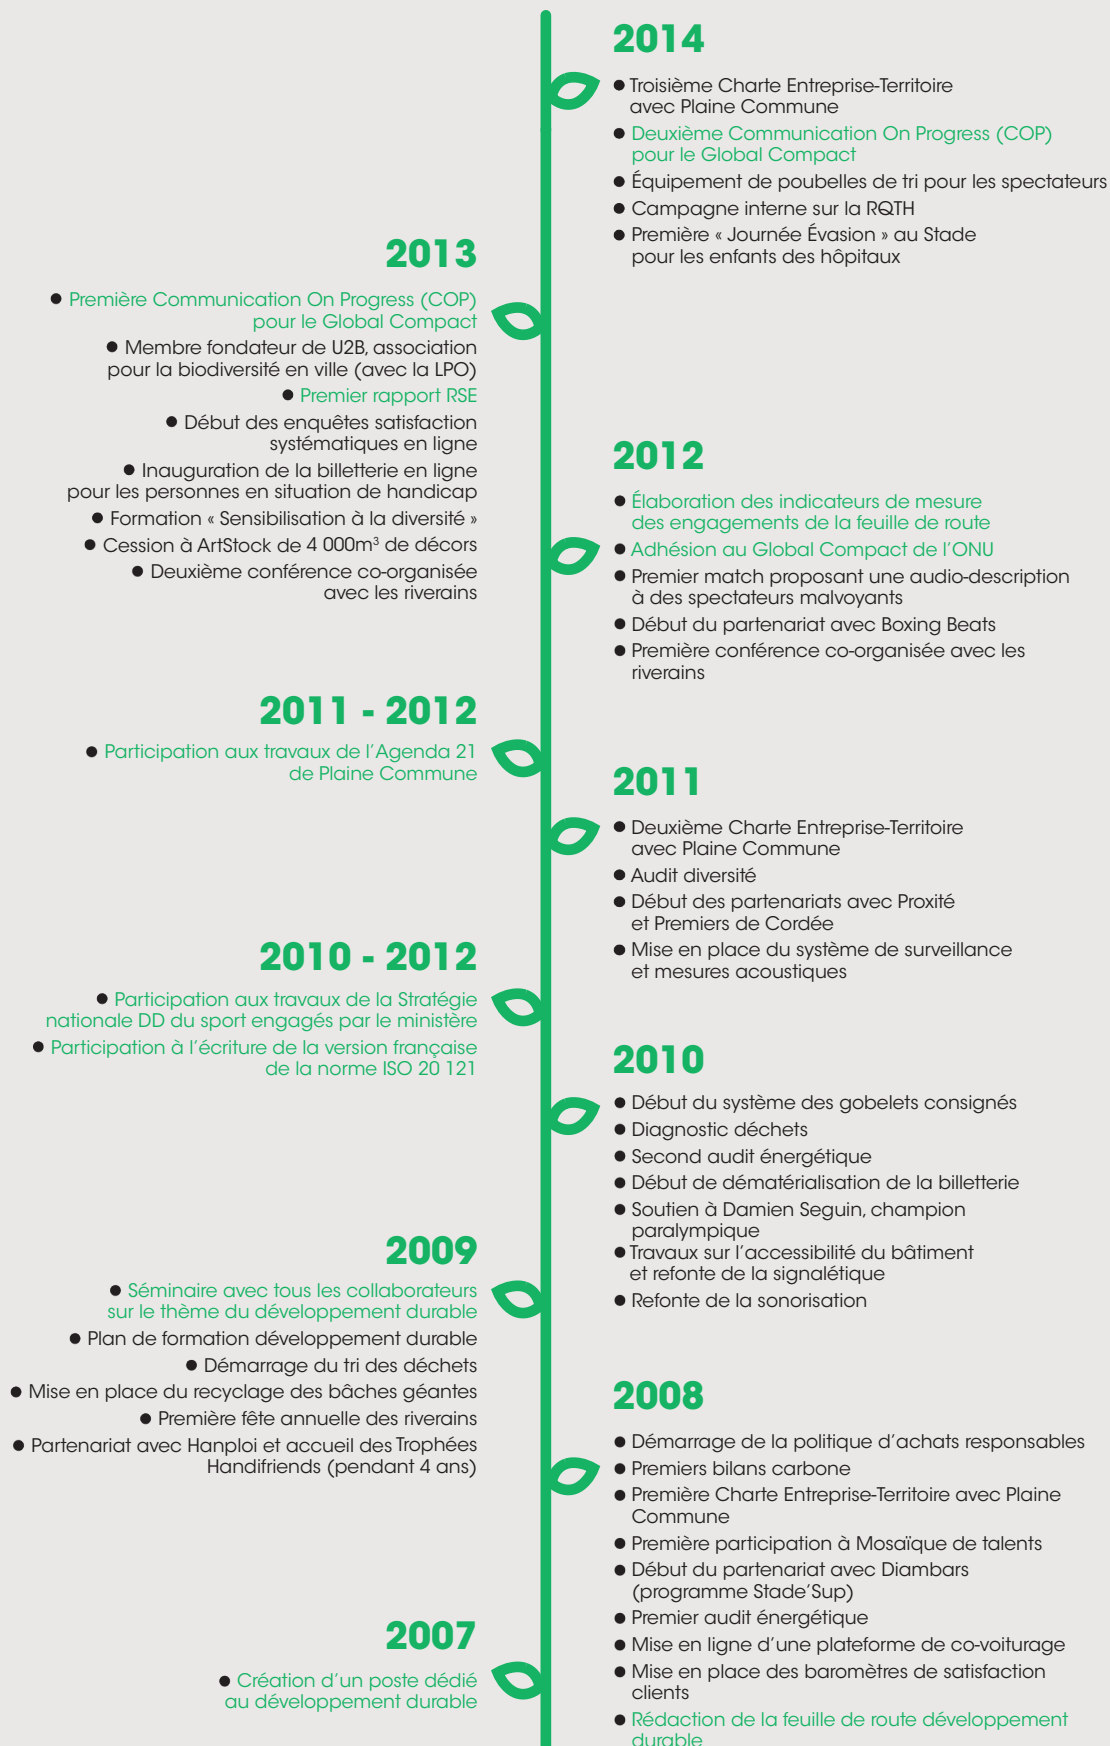 2014
● Troisième Charte Entreprise-Territoire
avec Plaine Commune
● Deuxième Communication On Progress (COP)
pour le Global Compact
● Équipement de poubelles de tri pour les spectateurs
● Campagne interne sur la RQTH
● Première « Journée Évasion » au Stade
pour les enfants des hôpitaux
2013
● Première Communication On Progress (COP)
pour le Global Compact
● Membre fondateur de U2B, association
pour la biodiversité en ville (avec la LPO)
● Premier rapport RSE
● Début des enquêtes satisfaction
systématiques en ligne
● Inauguration de la billetterie en ligne
pour les personnes en situation de handicap
● Formation « Sensibilisation à la diversité »
● Cession à ArtStock de 4 000m³ de décors
● Deuxième conférence co-organisée
avec les riverains
2012
● Élaboration des indicateurs de mesure
des engagements de la feuille de route
● Adhésion au Global Compact de l'ONU
● Premier match proposant une audio-description
à des spectateurs malvoyants
● Début du partenariat avec Boxing Beats
● Première conférence co-organisée avec les
riverains
2011 - 2012
● Participation aux travaux de l'Agenda 21
de Plaine Commune
2011
● Deuxième Charte Entreprise-Territoire
avec Plaine Commune
● Audit diversité
● Début des partenariats avec Proxité
et Premiers de Cordée
● Mise en place du système de surveillance
et mesures acoustiques
2010 - 2012
● Participation aux travaux de la Stratégie
nationale DD du sport engagés par le ministère
● Participation à l'écriture de la version française
de la norme ISO 20 121
2010
● Début du système des gobelets consignés
● Diagnostic déchets
● Second audit énergétique
● Début de dématérialisation de la billetterie
● Soutien à Damien Seguin, champion
paralympique
● Travaux sur l'accessibilité du bâtiment
et refonte de la signalétique
● Refonte de la sonorisation
2009
● Séminaire avec tous les collaborateurs
sur le thème du développement durable
● Plan de formation développement durable
● Démarrage du tri des déchets
● Mise en place du recyclage des bâches géantes
● Première fête annuelle des riverains
● Partenariat avec Hanploi et accueil des Trophées
Handifriends (pendant 4 ans)
2008
● Démarrage de la politique d'achats responsables
● Premiers bilans carbone
● Première Charte Entreprise-Territoire avec Plaine
Commune
● Première participation à Mosaïque de talents
● Début du partenariat avec Diambars
(programme Stade'Sup)
● Premier audit énergétique
● Mise en ligne d'une plateforme de co-voiturage
● Mise en place des baromètres de satisfaction
clients
● Rédaction de la feuille de route développement
durable
2007
● Création d'un poste dédié
au développement durable